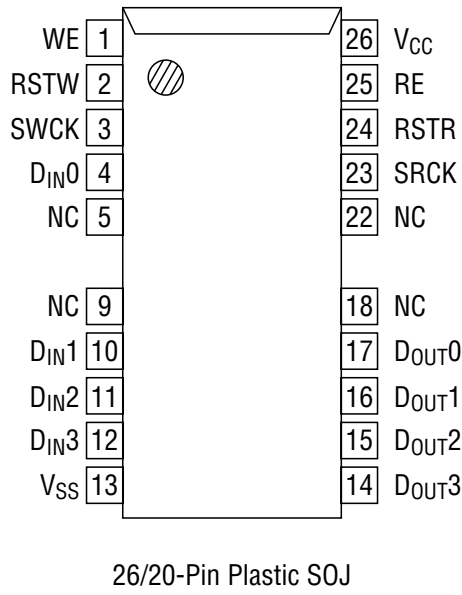 WE 1 26 VCC
RSTW 2 25 RE
SWCK 3 24 RSTR
DIN0 4 23 SRCK
NC 5 22 NC
NC 9 18 NC
DIN1 10 17 DOUT0
DIN2 11 16 DOUT1
DIN3 12 15 DOUT2
VSS 13 14 DOUT3
26/20-Pin Plastic SOJ